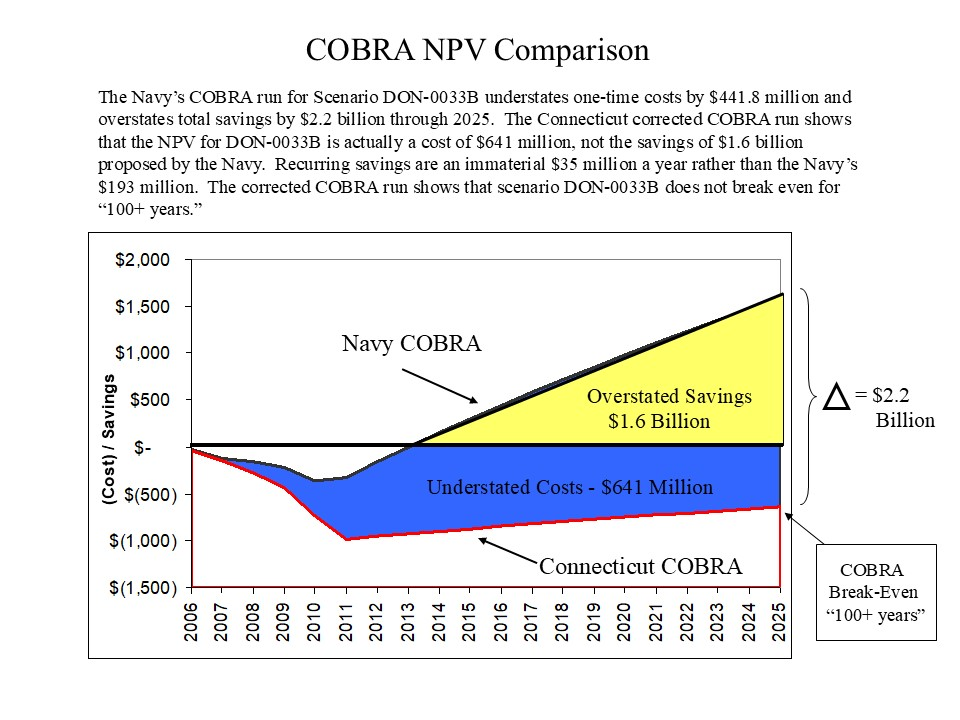 COBRA NPV Comparison
The Navy’s COBRA run for Scenario DON-0033B understates one-time costs by $441.8 million and
overstates total savings by $2.2 billion through 2025.  The Connecticut corrected COBRA run shows
that the NPV for DON-0033B is actually a cost of $641 million, not the savings of $1.6 billion
proposed by the Navy.  Recurring savings are an immaterial $35 million a year rather than the Navy’s
$193 million.  The corrected COBRA run shows that scenario DON-0033B does not break even for
“100+ years.”
(Cost) / Savings
$2,000
$1,500
$1,000
$500
$-
$(500)
$(1,000)
$(1,500)
Navy COBRA
Overstated Savings
$1.6 Billion
Understated Costs - $641 Million
Connecticut COBRA
Δ = $2.2
Billion
COBRA
Break-Even
“100+ years”
2006 2007 2008 2009 2010 2011 2012 2013 2014 2015 2016 2017 2018 2019 2020 2021 2022 2023 2024 2025